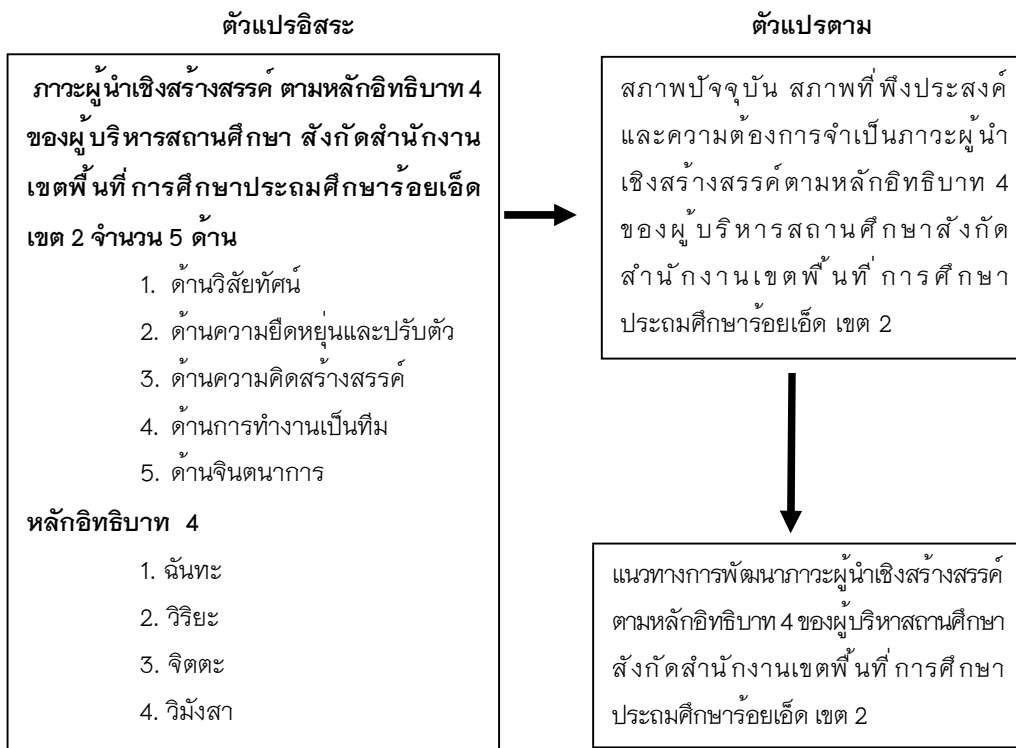 ตัวแปรอิสระ
ภาวะผู้นำเชิงสร้างสรรค์ ตามหลักอิทธิบาท 4
ของผู้บริหารสถานศึกษา สังกัดสำนักงาน
เขตพื้นที่การศึกษาประถมศึกษาร้อยเอ็ด
เขต 2 จำนวน 5 ด้าน
1. ด้านวิสัยทัศน์
2. ด้านความยืดหยุ่นและปรับตัว
3. ด้านความคิดสร้างสรรค์
4. ด้านการทำงานเป็นทีม
5. ด้านจินตนาการ
หลักอิทธิบาท 4
1. ฉันทะ
2. วิริยะ
3. จิตตะ
4. วิมังสา
ตัวแปรตาม
สภาพปัจจุบัน สภาพที่พึงประสงค์
และความต้องการจำเป็นภาวะผู้นำ
เชิงสร้างสรรค์ตามหลักอิทธิบาท 4
ของผู้บริหารสถานศึกษาสังกัด
สำนักงานเขตพื้นที่การศึกษา
ประถมศึกษาร้อยเอ็ด เขต 2
แนวทางการพัฒนาภาวะผู้นำเชิงสร้างสรรค์
ตามหลักอิทธิบาท 4 ของผู้บริหาสถานศึกษา
สังกัดสำนักงานเขตพื้นที่การศึกษา
ประถมศึกษาร้อยเอ็ด เขต 2